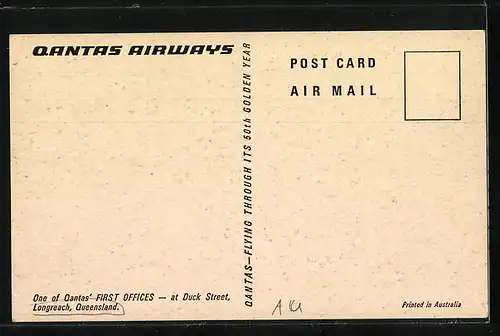 QANTAS AIRWAYS
One of Qantas' FIRST OFFICES — at Duck Street,
Longreach, Queensland.
QANTAS—FLYING THROUGH ITS 50th GOLDEN YEAR
POST CARD
AIR MAIL
Printed in Australia